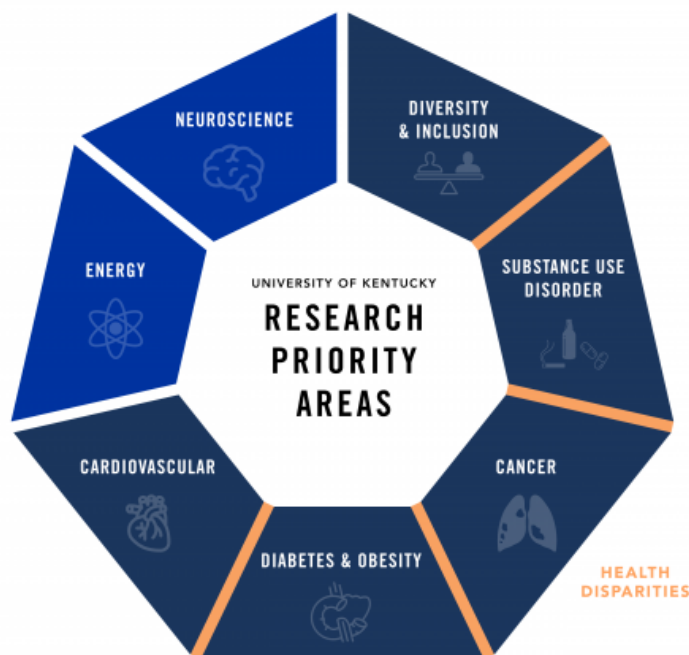 NEUROSCIENCE
DIVERSITY
& INCLUSION
ENERGY
SUBSTANCE USE
DISORDER
UNIVERSITY OF KENTUCKY
RESEARCH
PRIORITY
AREAS
CARDIOVASCULAR
CANCER
DIABETES & OBESITY
HEALTH
DISPARITIES